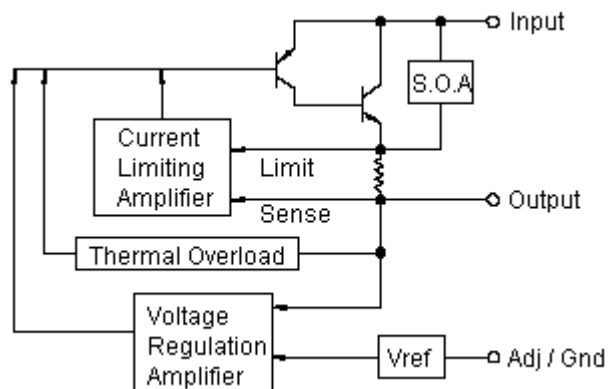 Input
S.O.A
Current
Limiting
Amplifier
Limit
Sense
Output
Thermal Overload
Voltage
Regulation
Amplifier
Vref
Adj / Gnd